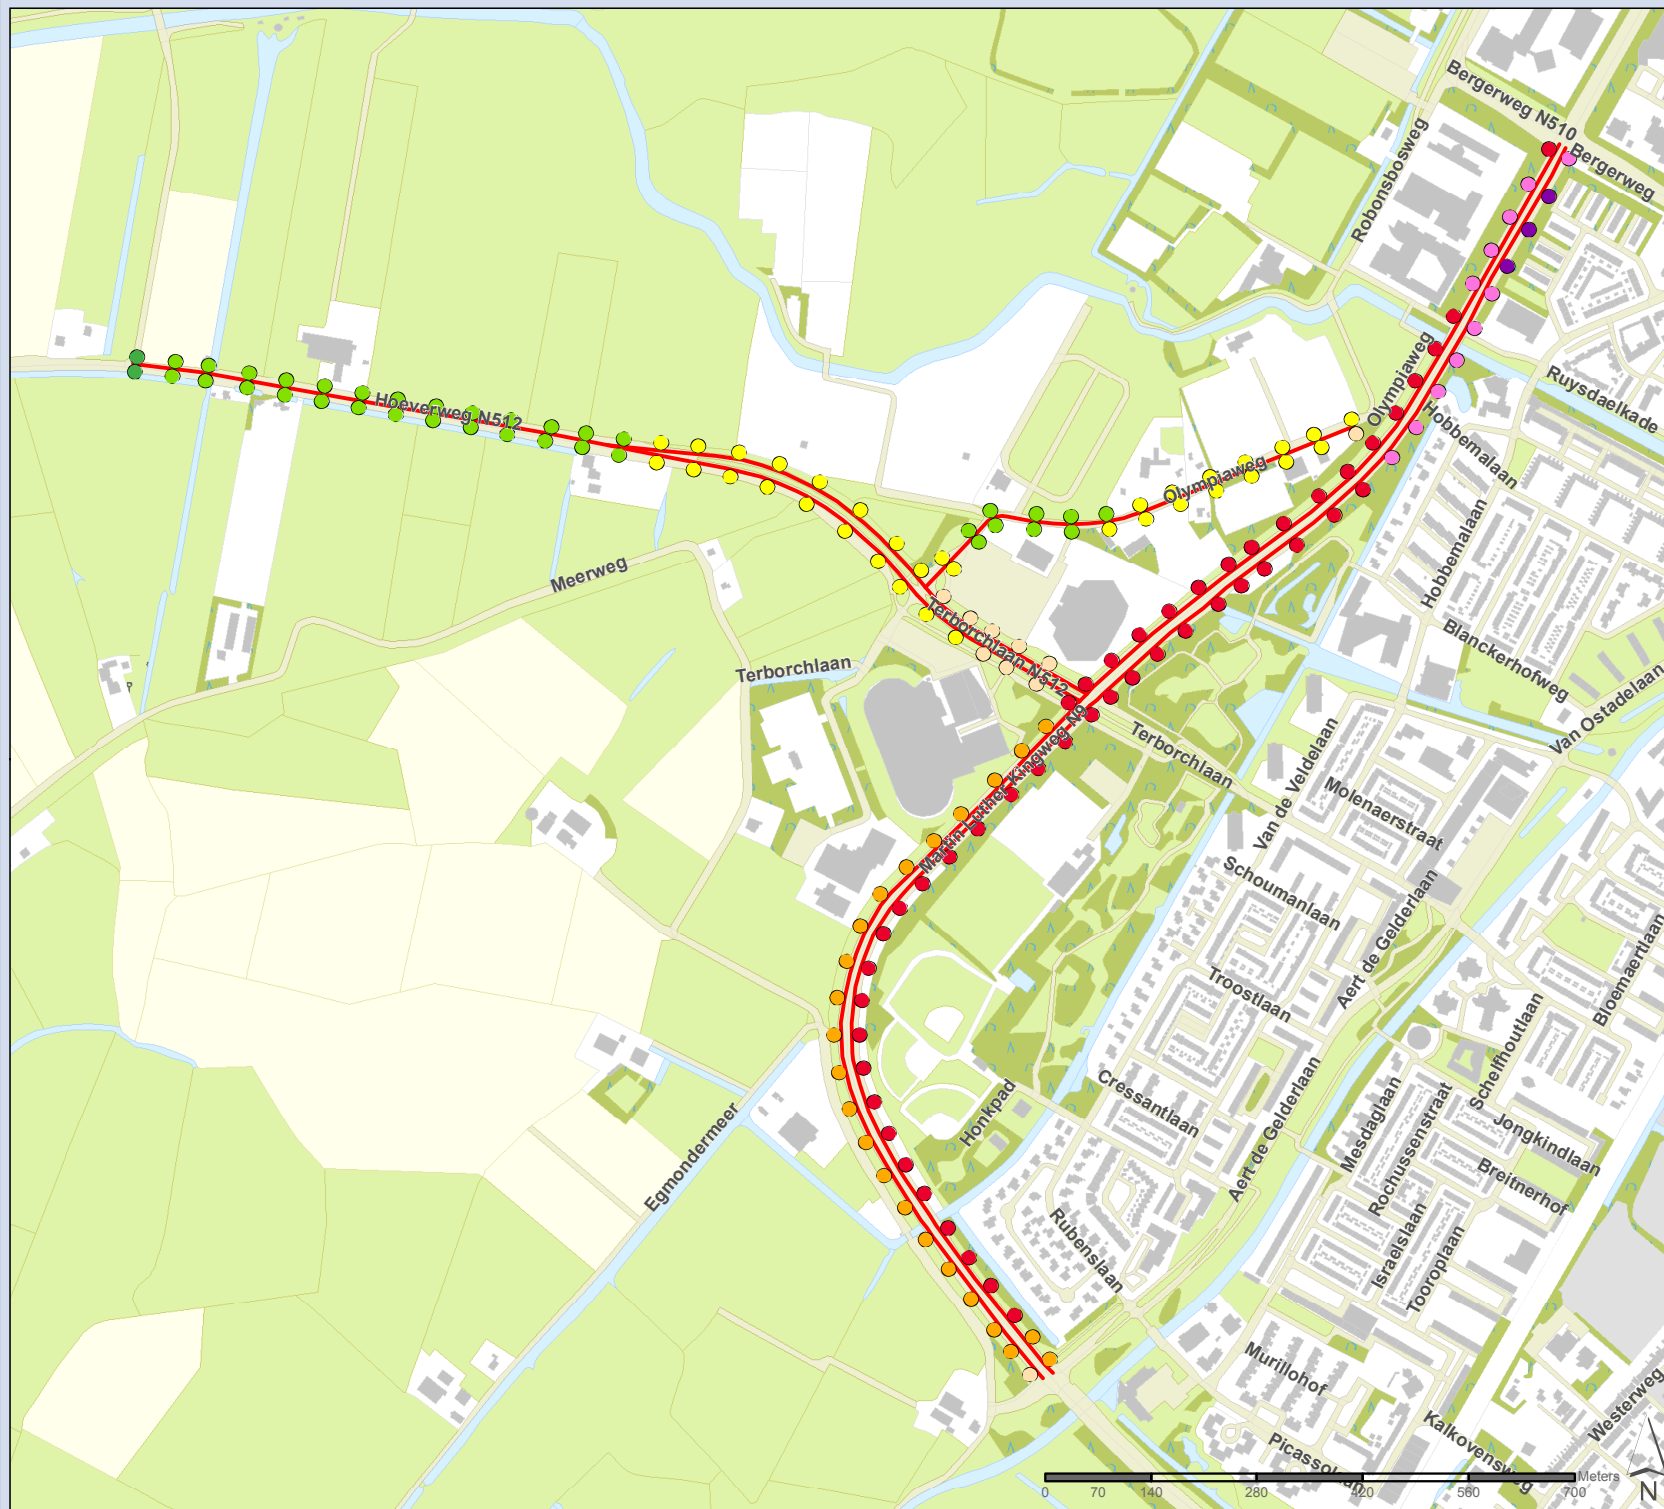 Bergerweg N510
Bergerweg
Robonsbosweg
Olympiaweg
Ruysdaelkade
Hoeverweg N512
Hobbemalaan
Olympiaweg
Hobbemalaan
Meerweg
Terborchlaan N512
Blanckerhofweg
Terborchlaan
Van Ostadelaan
Terborchlaan
Martin Luther Kingweg N9
Van de Veldelaan
Molenaerstraat
Schoumanlaan
Aert de Gelderlaan
Bloemaertlaan
Troostlaan
Schelfhoutlaan
Honkpad
Cressantlaan
Mesdaglaan
Rochussenstraat
Jongkindlaan
Egmondermeer
Aert de Gelderlaan
Breitnerhof
Rubenslaan
Israelslaan
Tooroplaan
Murillohof
Westerweg
Kalkovensweg
Picassolaan
Meters
0 70 140 280 420 560 700
N